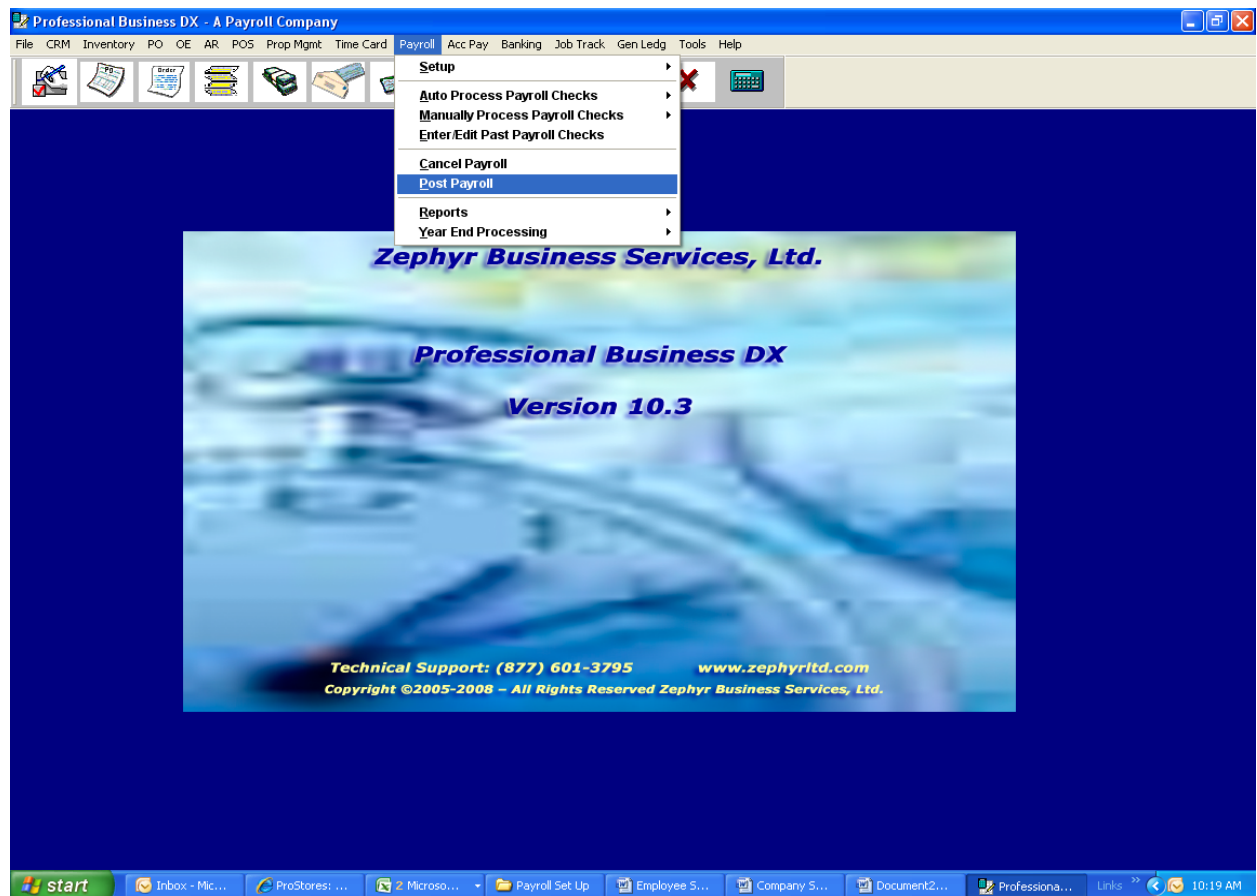 Professional Business DX - A Payroll Company
File CRM Inventory PO OE AR POS Prop Mgmt Time Card Payroll Acc Pay Banking Job Track Gen Ledg Tools Help
Setup
Auto Process Payroll Checks
Manually Process Payroll Checks
Enter/Edit Past Payroll Checks
Cancel Payroll
Post Payroll
Reports
Year End Processing
Zephyr Business Services, Ltd.
Professional Business DX
Version 10.3
Technical Support: (877) 601-3795 www.zephyrltd.com
Copyright ©2005-2008 – All Rights Reserved Zephyr Business Services, Ltd.
start Inbox - Mic... ProStores: ... 2 Microso... Payroll Set Up Employee S... Company S... Document2... Professiona... Links » 10:19 AM